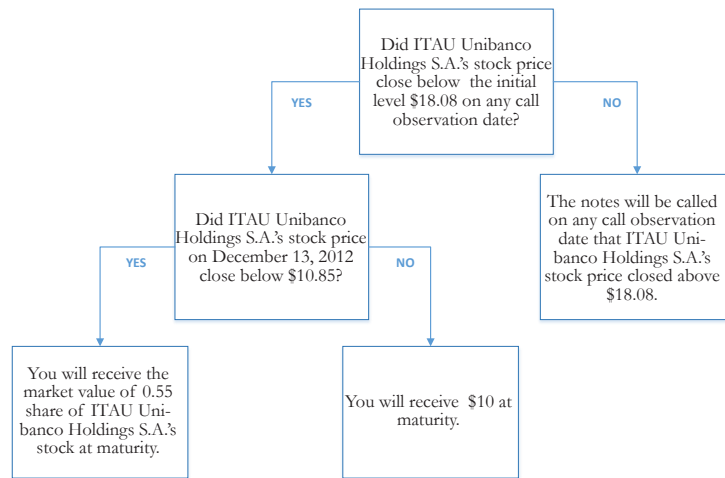 Did ITAU Unibanco
Holdings S.A.'s stock price
close below the initial
level $18.08 on any call
observation date?
YES
NO
Did ITAU Unibanco
Holdings S.A.'s stock price
on December 13, 2012
close below $10.85?
The notes will be called
on any call observation
date that ITAU Uni-
banco Holdings S.A.'s
stock price closed above
$18.08.
YES
NO
You will receive the
market value of 0.55
share of ITAU Uni-
banco Holdings S.A.'s
stock at maturity.
You will receive $10 at
maturity.